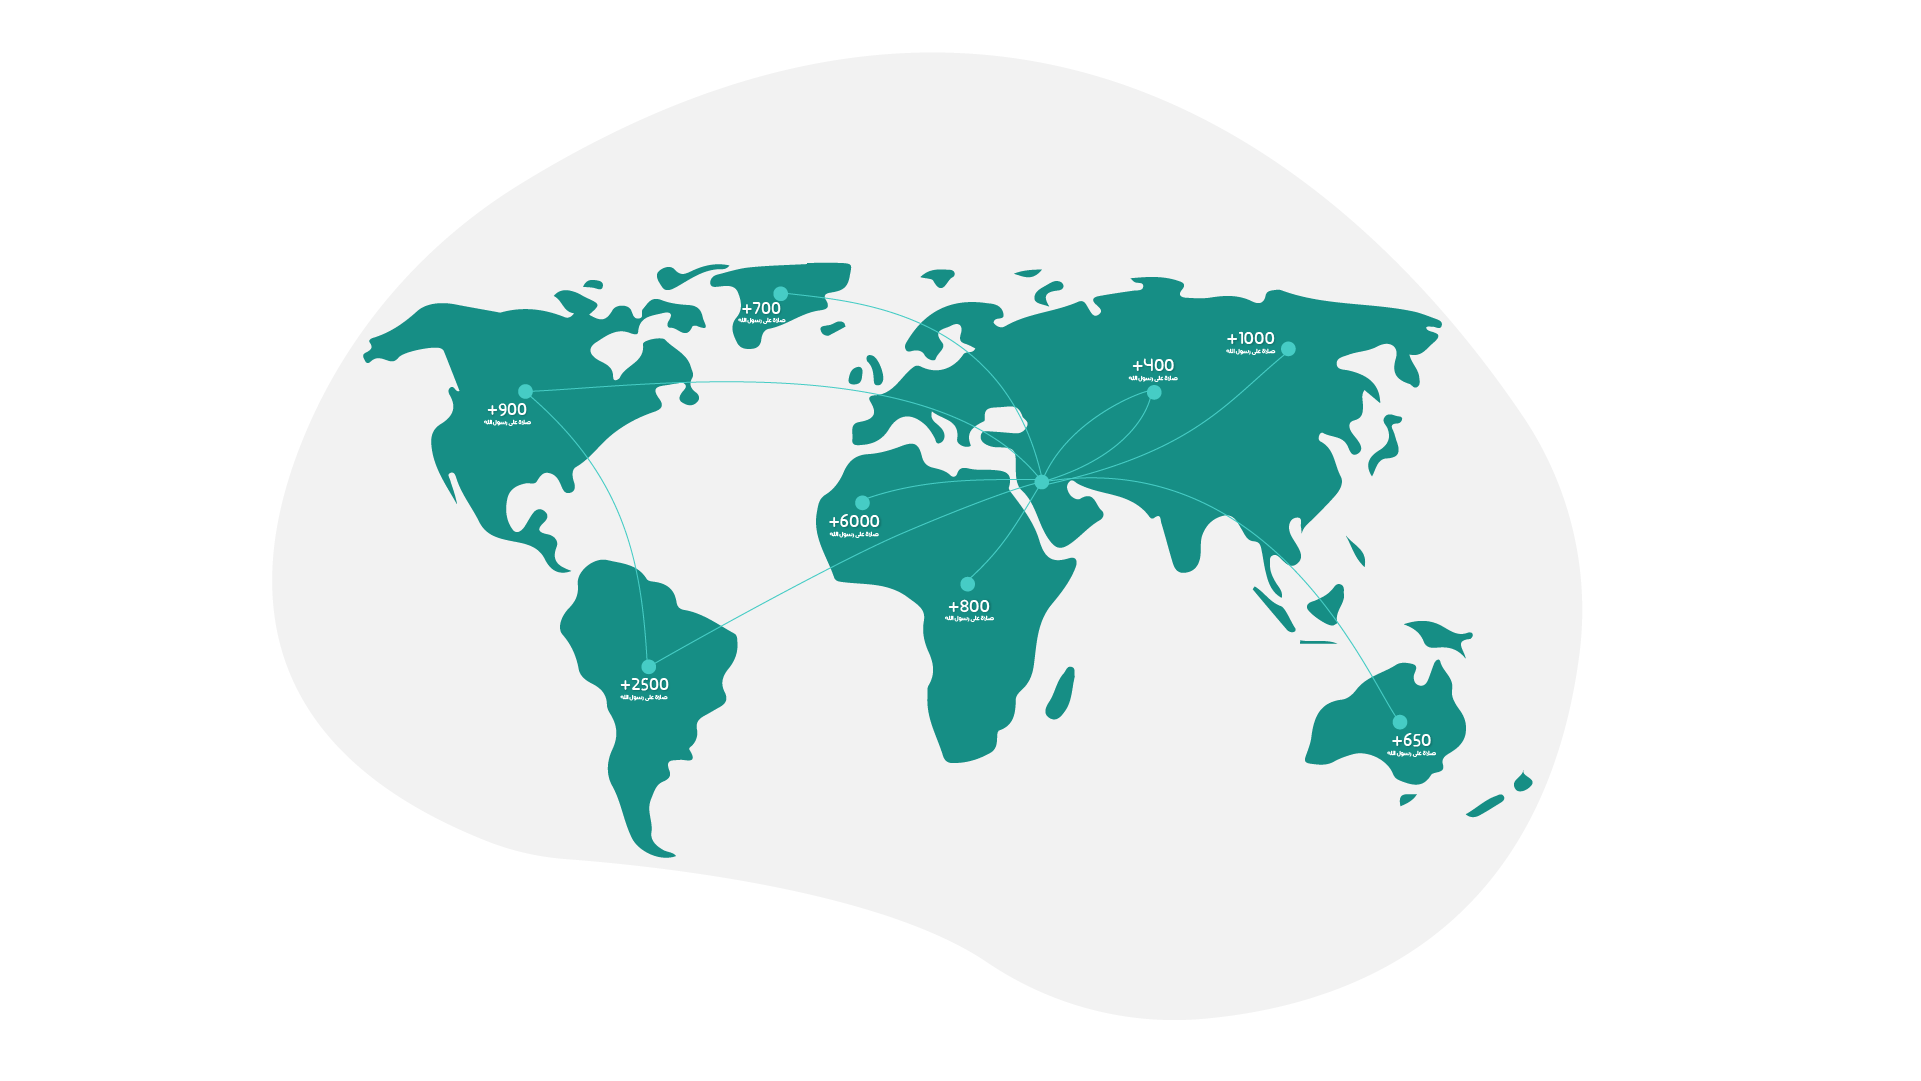 +700
صلاة على رسول الله
+1000
صلاة على رسول الله
+400
صلاة على رسول الله
+900
صلاة على رسول الله
+6000
صلاة على رسول الله
+800
صلاة على رسول الله
+2500
صلاة على رسول الله
+650
صلاة على رسول الله